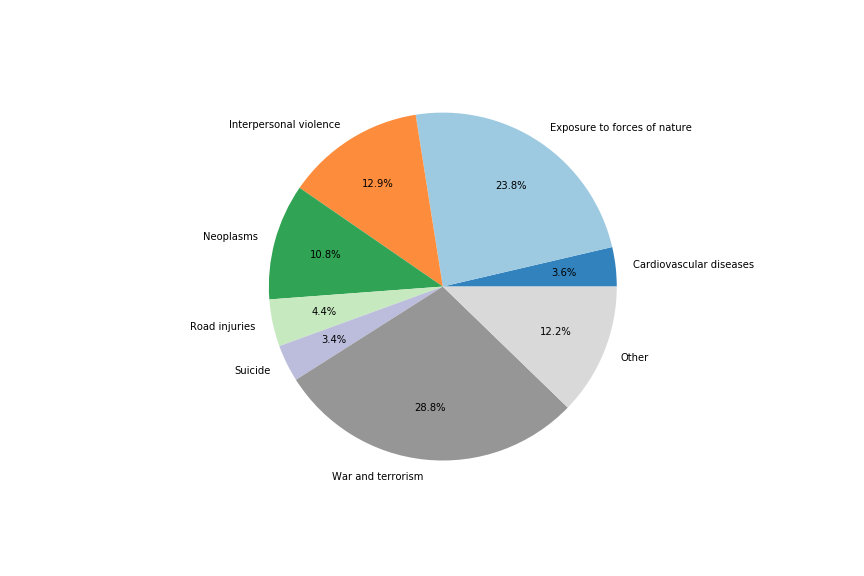 Interpersonal violence
Exposure to forces of nature
12.9%
23.8%
Neoplasms
10.8%
Cardiovascular diseases
3.6%
Road injuries
4.4%
12.2%
3.4%
Other
Suicide
28.8%
War and terrorism